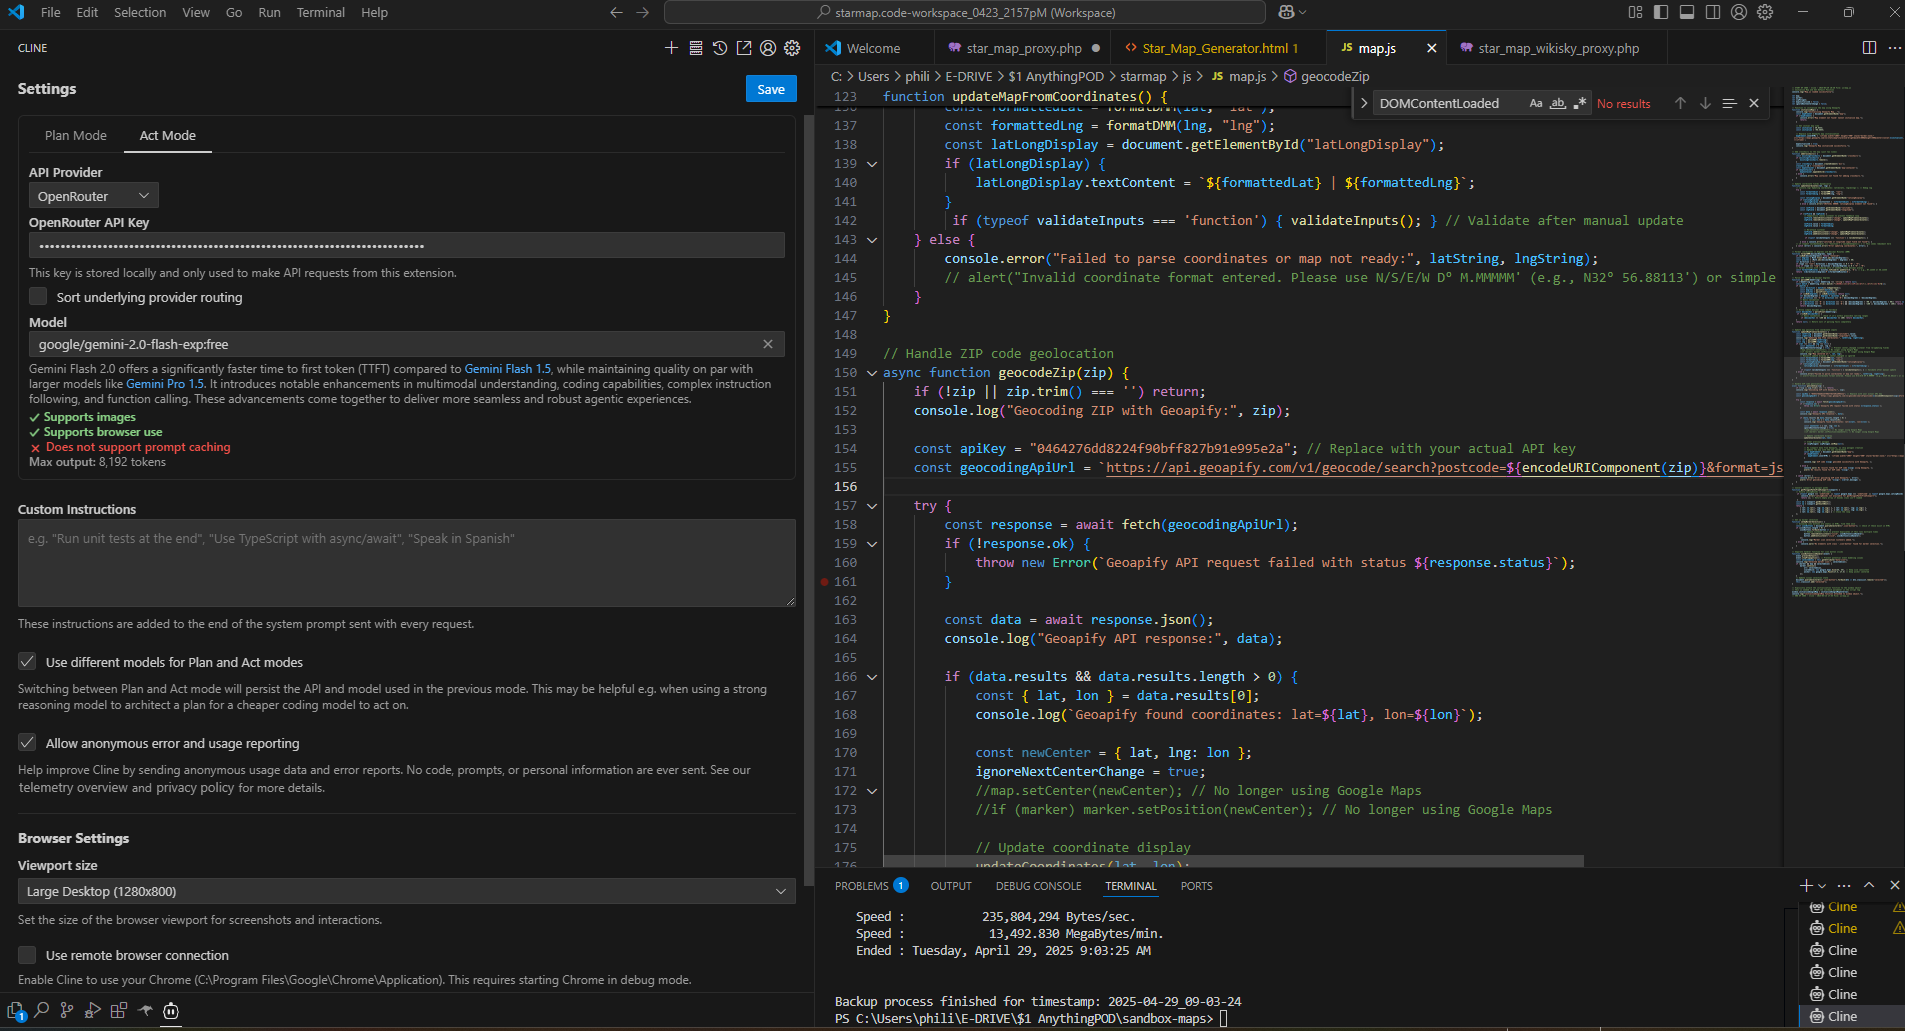 File Edit Selection View Go Run Terminal Help
starmap.code-workspace_0423_2157pM (Workspace)
CLINE
Settings
Save
Plan Mode
Act Mode
API Provider
OpenRouter
OpenRouter API Key
This key is stored locally and only used to make API requests from this extension.
Sort underlying provider routing
Model
google/gemini-2.0-flash-exp:free
Gemini Flash 2.0 offers a significantly faster time to first token (TTFT) compared to Gemini Flash 1.5, while maintaining quality on par with
larger models like Gemini Pro 1.5. It introduces notable enhancements in multimodal understanding, coding capabilities, complex instruction
following, and function calling. These advancements come together to deliver more seamless and robust agentic experiences.
Supports images
Supports browser use
Does not support prompt caching
Max output: 8,192 tokens
Custom Instructions
e.g. "Run unit tests at the end", "Use TypeScript with async/await", "Speak in Spanish"
These instructions are added to the end of the system prompt sent with every request.
Use different models for Plan and Act modes
Switching between Plan and Act mode will persist the API and model used in the previous mode. This may be helpful e.g. when using a strong
reasoning model to architect a plan for a cheaper coding model to act on.
Allow anonymous error and usage reporting
Help improve Cline by sending anonymous usage data and error reports. No code, prompts, or personal information are ever sent. See our
telemetry overview and privacy policy for more details.
Browser Settings
Viewport size
Large Desktop (1280x800)
Set the size of the browser viewport for screenshots and interactions.
Use remote browser connection
Enable Cline to use your Chrome (C:\Program Files\Google\Chrome\Application). This requires starting Chrome in debug mode.
1
Welcome
star_map_proxy.php
Star_Map_Generator.html 1
JS map.js
star_map_wikisky_proxy.php
C: > Users > phili > E-DRIVE > $1 AnythingPOD > starmap > js > JS map.js > geocodeZip
DOMContentLoaded
Aa ab .*
No results
123 function updateMapFromCoordinates() {
136 const formattedLat = formatDMM(lat, "lat");
137 const formattedLng = formatDMM(lng, "lng");
138 const latLongDisplay = document.getElementById("latLongDisplay");
139 if (latLongDisplay) {
140 latLongDisplay.textContent = `${formattedLat} | ${formattedLng}`;
141 }
142 if (typeof validateInputs === 'function') { validateInputs(); } // Validate after manual update
143 } else {
144 console.error("Failed to parse coordinates or map not ready:", latString, lngString);
145 // alert("Invalid coordinate format entered. Please use N/S/E/W D° M.MMMMM' (e.g., N32° 56.88113') or simple
146 }
147 }
148
149 // Handle ZIP code geolocation
150 async function geocodeZip(zip) {
151 if (!zip || zip.trim() === '') return;
152 console.log("Geocoding ZIP with Geoapify:", zip);
153
154 const apiKey = "0464276dd8224f90bff827b91e995e2a"; // Replace with your actual API key
155 const geocodingApiUrl = `https://api.geoapify.com/v1/geocode/search?postcode=${encodeURIComponent(zip)}&format=js
156
157 try {
158 const response = await fetch(geocodingApiUrl);
159 if (!response.ok) {
160 throw new Error(`Geoapify API request failed with status ${response.status}`);
161 }
162
163 const data = await response.json();
164 console.log("Geoapify API response:", data);
165
166 if (data.results && data.results.length > 0) {
167 const { lat, lon } = data.results[0];
168 console.log(`Geoapify found coordinates: lat=${lat}, lon=${lon}`);
169
170 const newCenter = { lat, lng: lon };
171 ignoreNextCenterChange = true;
172 //map.setCenter(newCenter); // No longer using Google Maps
173 //if (marker) marker.setPosition(newCenter); // No longer using Google Maps
174
175 // Update coordinate display
176 updateCoordinates(lat, lon);
PROBLEMS 1 OUTPUT DEBUG CONSOLE TERMINAL PORTS
Speed : 235,804,294 Bytes/sec.
Speed : 13,492.830 MegaBytes/min.
Ended : Tuesday, April 29, 2025 9:03:25 AM
Backup process finished for timestamp: 2025-04-29_09-03-24
PS C:\Users\phili\E-DRIVE\$1 AnythingPOD\sandbox-maps>
Cline
Cline
Cline
Cline
Cline
Cline